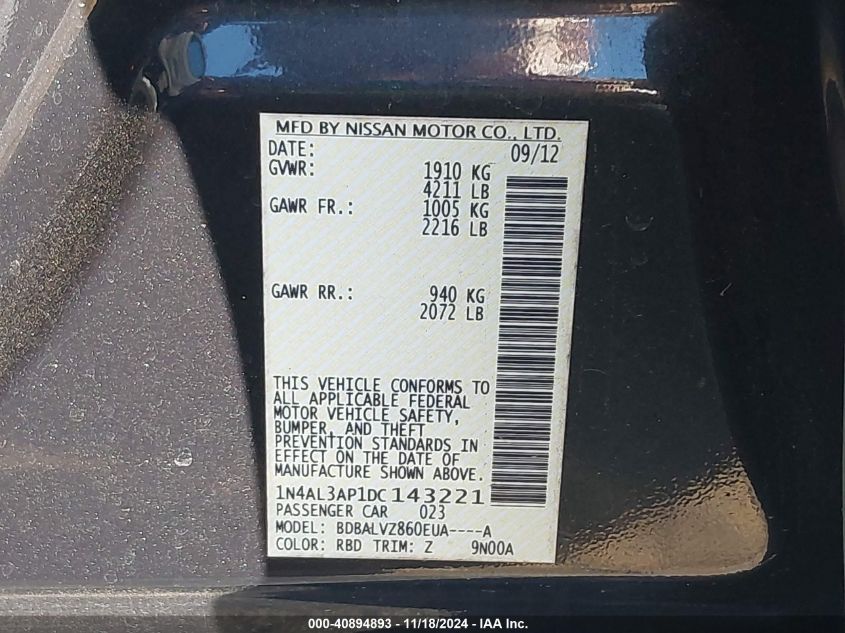 MFD BY NISSAN MOTOR CO., LTD.
DATE: 09/12
GVWR: 1910 KG
4211 LB
GAWR FR.: 1005 KG
2216 LB
GAWR RR.: 940 KG
2072 LB
THIS VEHICLE CONFORMS TO
ALL APPLICABLE FEDERAL
MOTOR VEHICLE SAFETY,
BUMPER, AND THEFT
PREVENTION STANDARDS IN
EFFECT ON THE DATE OF
MANUFACTURE SHOWN ABOVE.
1N4AL3AP1DC143221
PASSENGER CAR 023
MODEL: BDBALVZ860EUA----A
COLOR: RBD TRIM: Z 9N00A
000-40894893 - 11/18/2024 - IAA Inc.